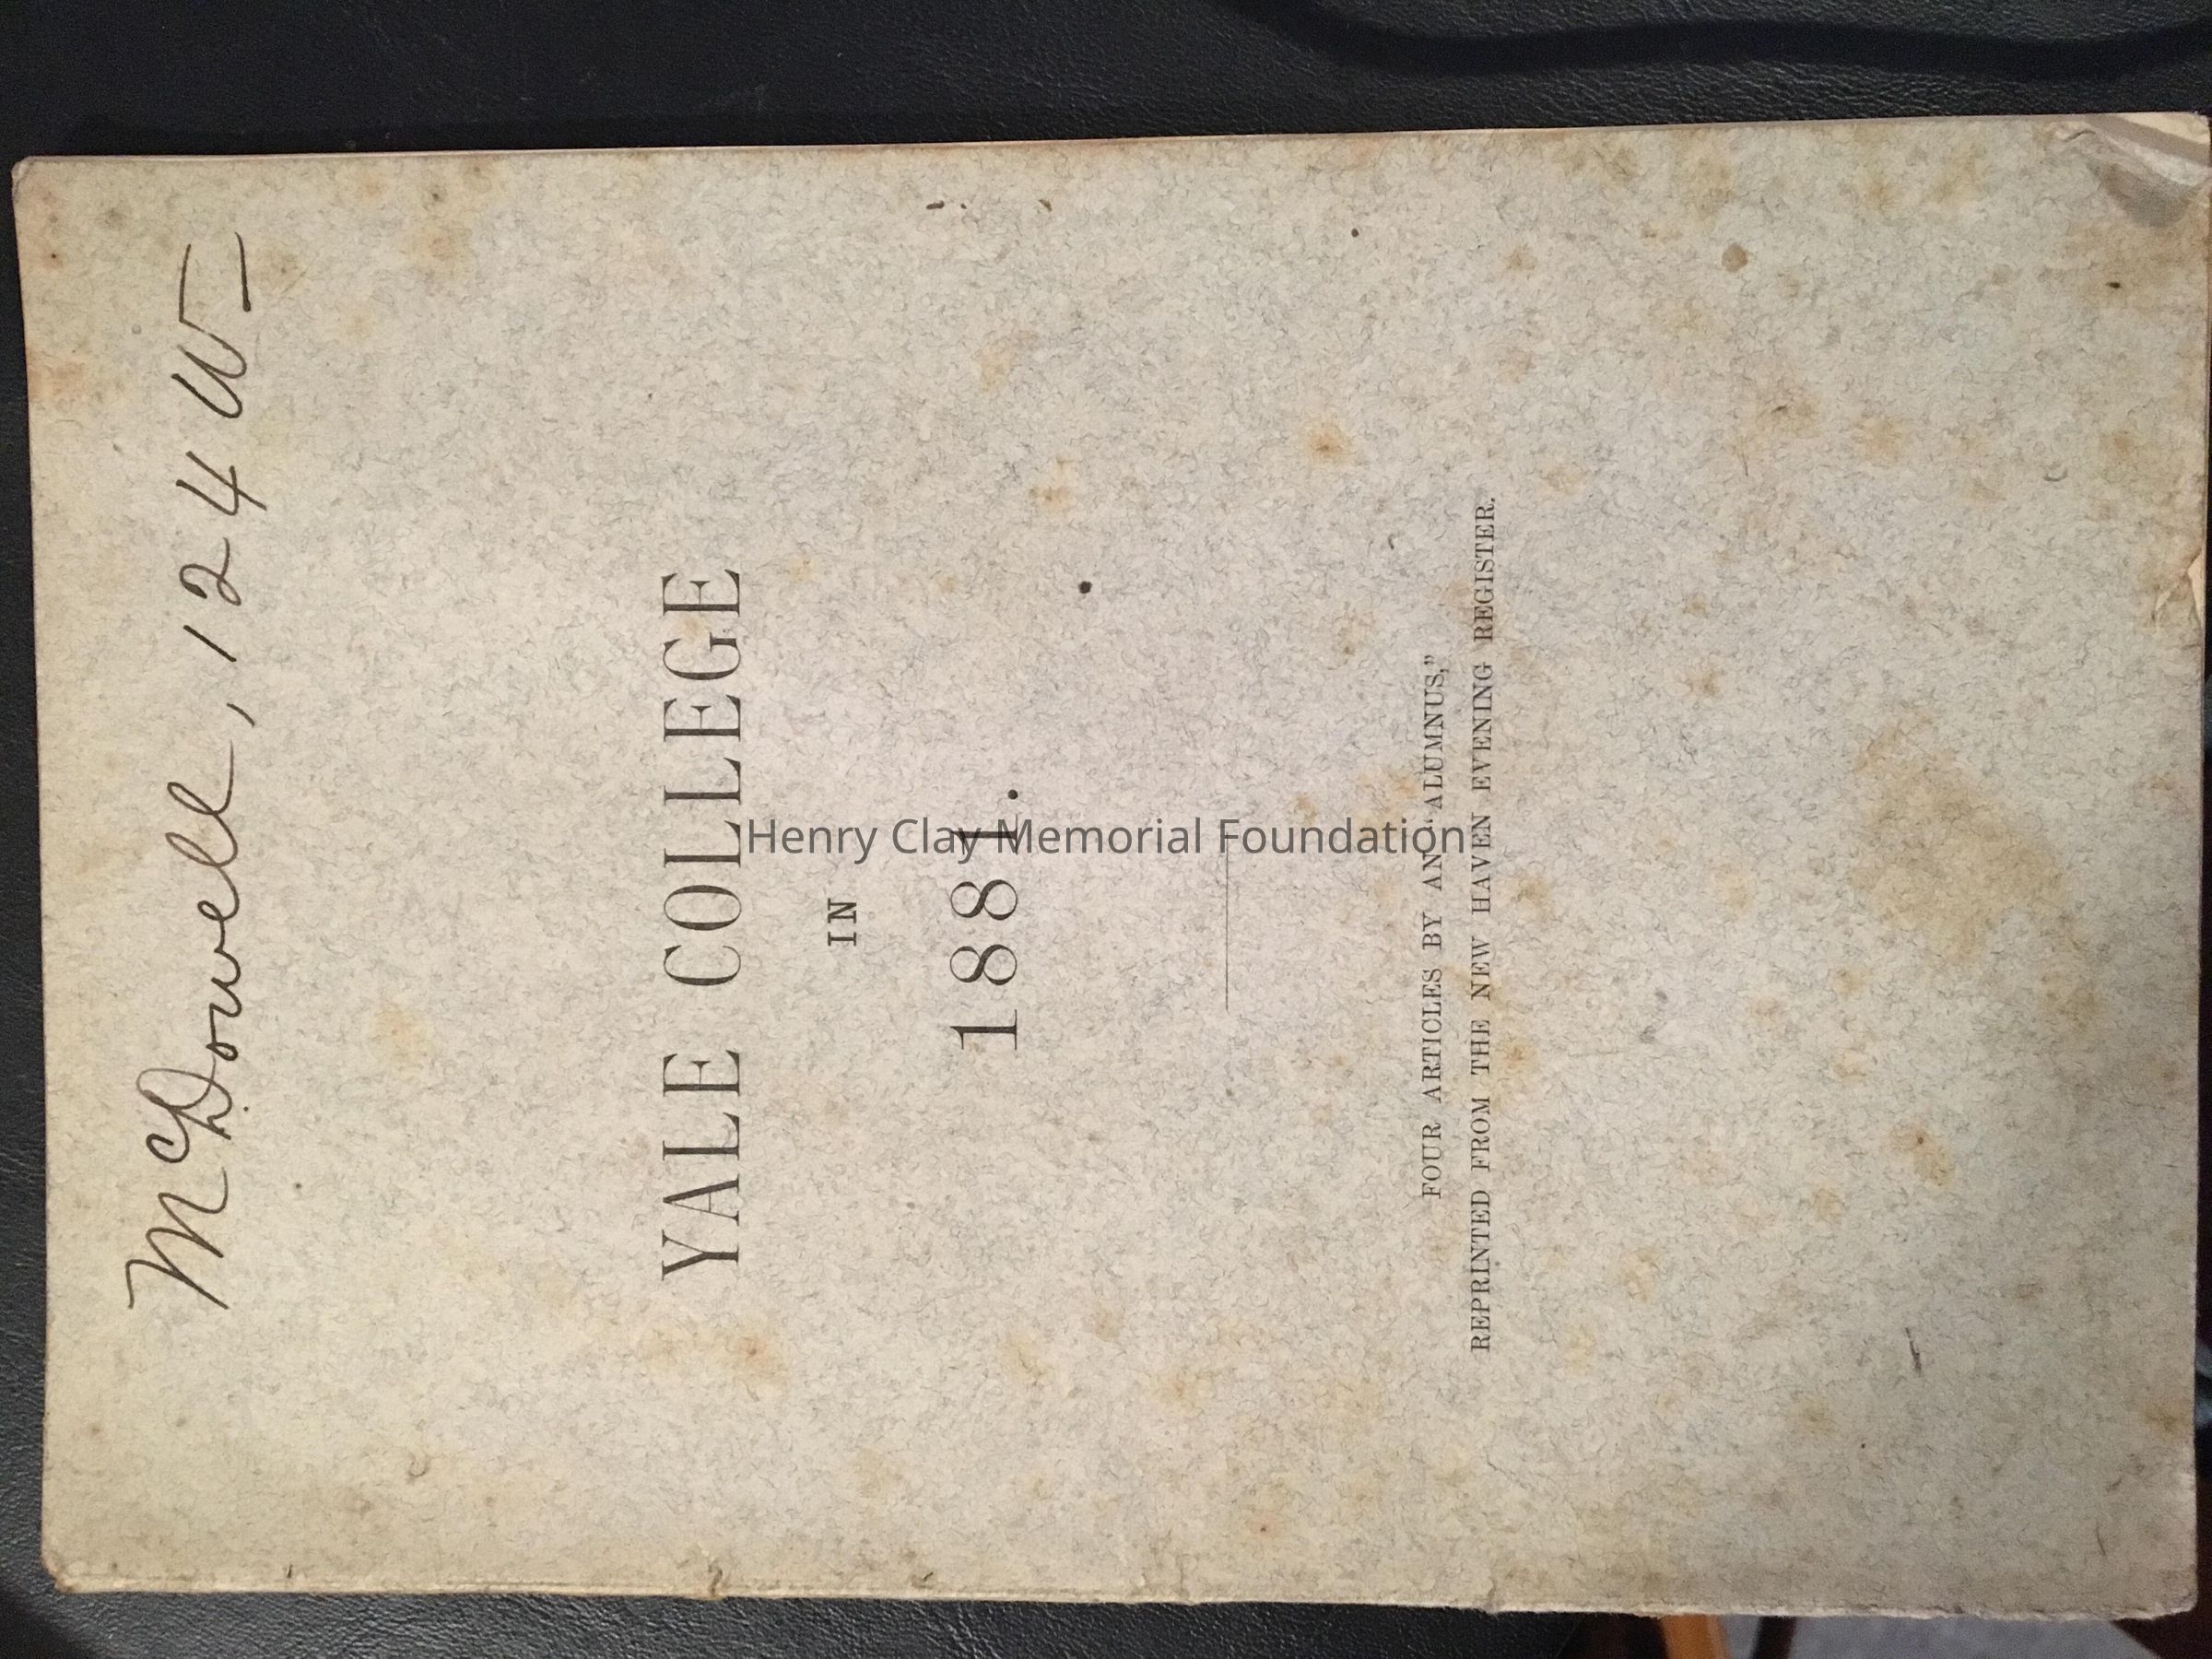 McDowell, 124 W-
YALE COLLEGE
IN
1881.
FOUR ARTICLES BY AN "ALUMNUS,"
REPRINTED FROM THE NEW HAVEN EVENING REGISTER.
Henry Clay Memorial Foundation